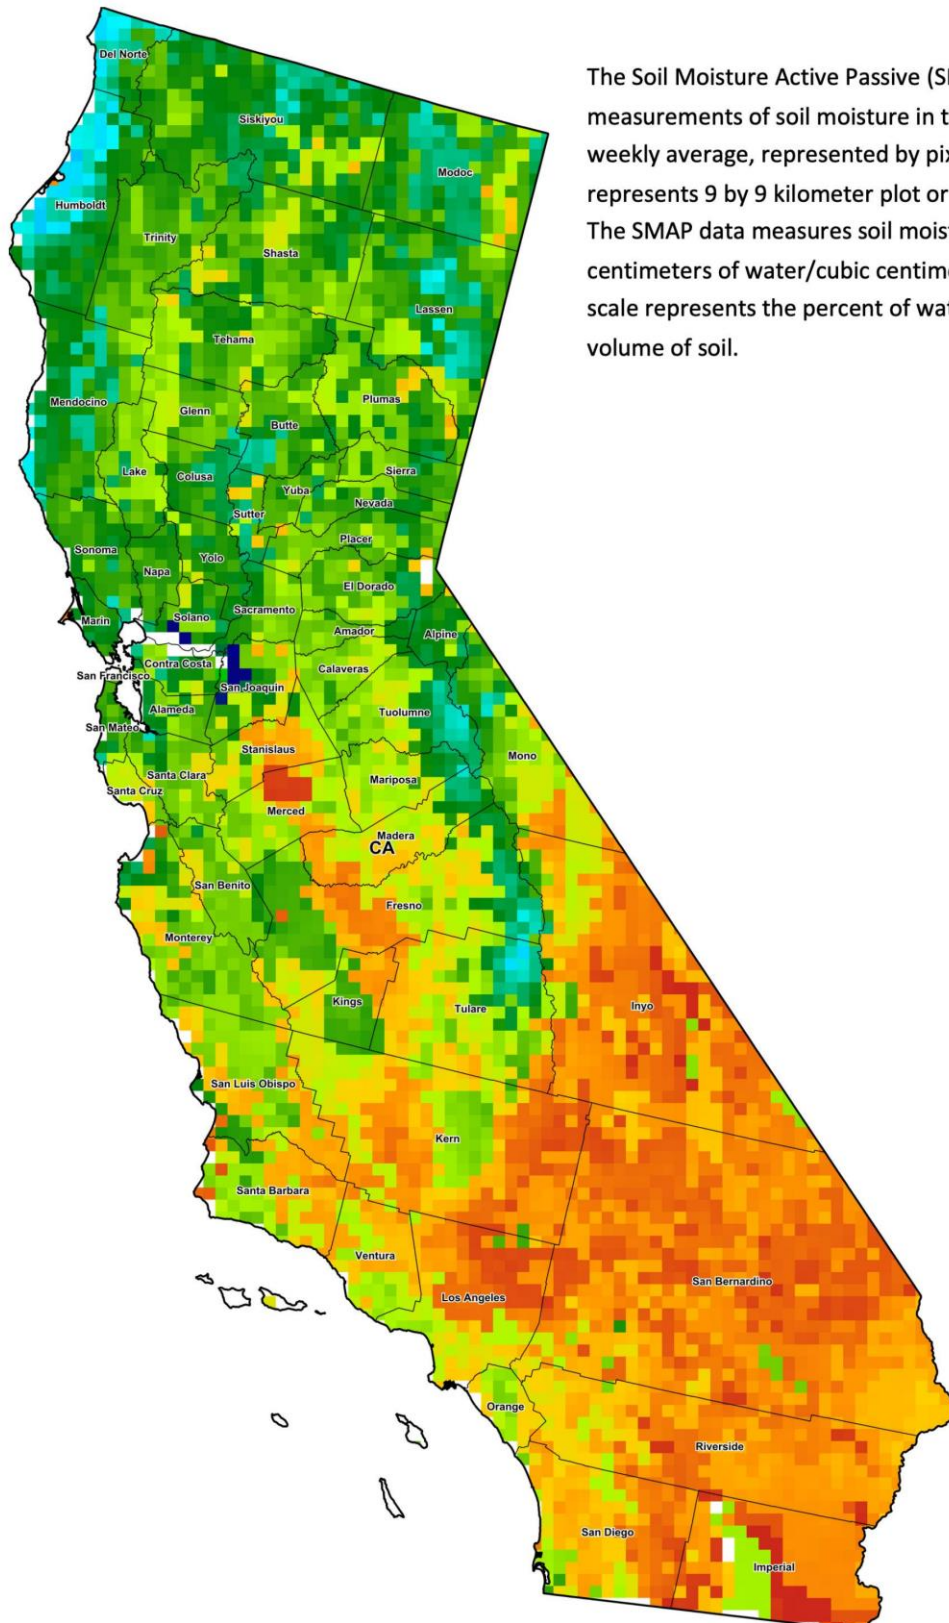 The Soil Moisture Active Passive
measurements of soil moisture in
weekly average, represented by
represents 9 by 9 kilometer plot or
The SMAP data measures soil
centimeters of water/cubic
scale represents the percent of
volume of soil.
Del Norte
Siskiyou
Modoc
Humboldt
Trinity
Shasta
Lassen
Tehama
Mendocino
Glenn
Plumas
Butte
Lake
Colusa
Sierra
Yuba
Nevada
Sutter
Placer
Sonoma
Napa
Yolo
El Dorado
Marin
Solano
Sacramento
Amador
Alpine
Contra Costa
Calaveras
San Francisco
San Joaquin
Alameda
Tuolumne
San Mateo
Stanislaus
Mono
Santa Clara
Mariposa
Santa Cruz
Merced
Madera
CA
San Benito
Fresno
Monterey
Kings
Tulare
Inyo
San Luis Obispo
Kern
Santa Barbara
Ventura
San Bernardino
Los Angeles
Orange
Riverside
San Diego
Imperial